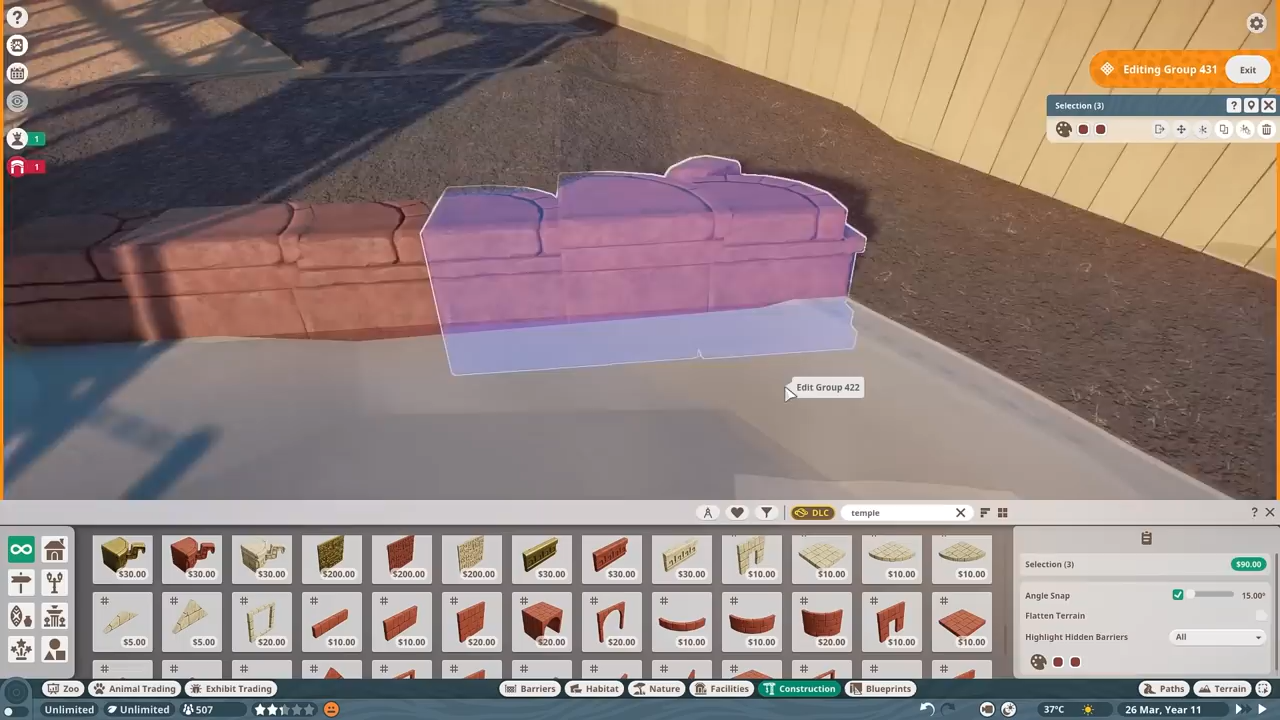 Editing Group 431
Exit
Selection (3)
?
1
1
Edit Group 422
DLC
temple
?
$30.00 $30.00 $30.00 $200.00 $200.00 $200.00 $30.00 $30.00 $30.00 $10.00 $10.00 $10.00 $10.00
$5.00 $5.00 $20.00 $10.00 $10.00 $20.00 $20.00 $20.00 $10.00 $10.00 $20.00 $10.00 $10.00
Selection (3) $90.00
Angle Snap 15.00°
Flatten Terrain
Highlight Hidden Barriers All
Zoo Animal Trading Exhibit Trading Barriers Habitat Nature Facilities Construction Blueprints Paths Terrain
Unlimited Unlimited 507 37°C 26 Mar, Year 11